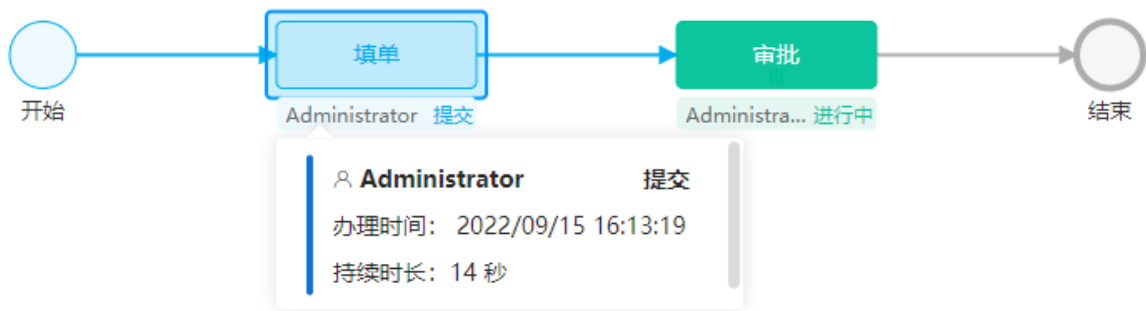 填单
审批
开始
Administrator 提交
Administra... 进行中
结束
Administrator 提交
办理时间： 2022/09/15 16:13:19
持续时长：14 秒